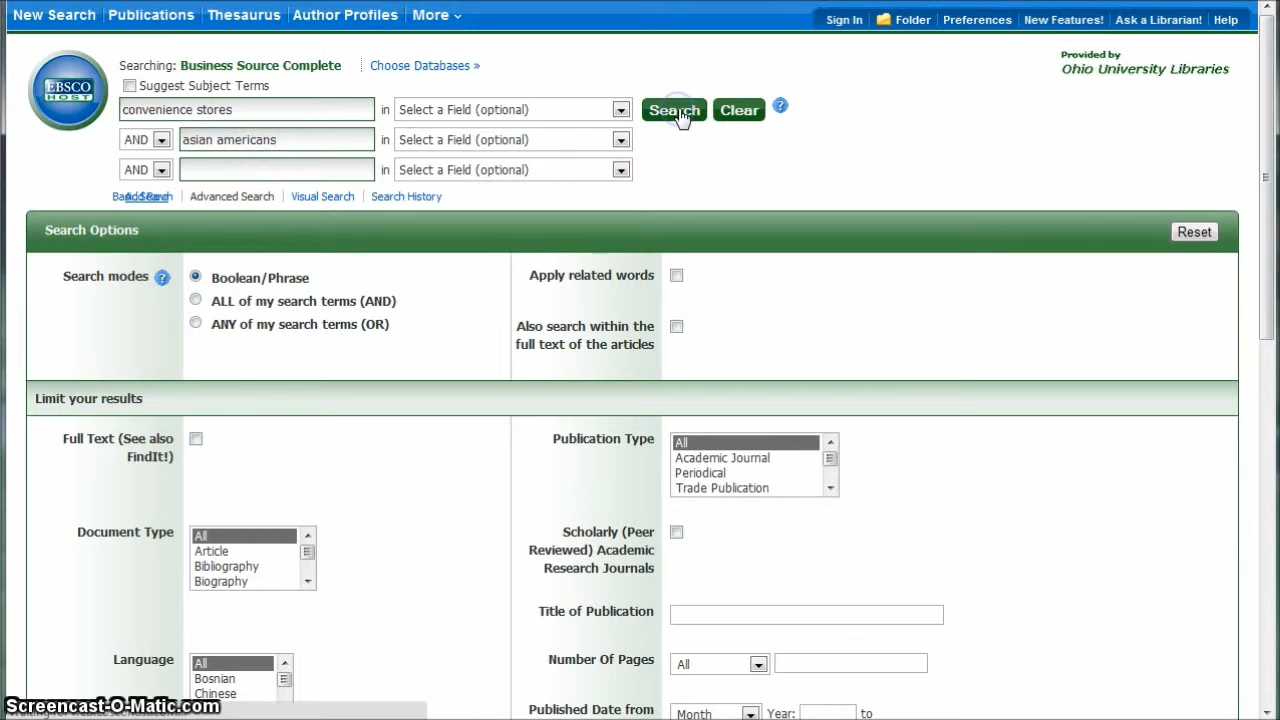 New Search Publications Thesaurus Author Profiles More
Sign In Folder Preferences New Features! Ask a Librarian! Help
Searching: Business Source Complete Choose Databases »
Provided by
Ohio University Libraries
EBSCO
HOST
Suggest Subject Terms
convenience stores in Select a Field (optional) Search Clear ?
AND asian americans in Select a Field (optional)
AND in Select a Field (optional)
Search Advanced Search Visual Search Search History
Search Options Reset
Search modes ? Boolean/Phrase
ALL of my search terms (AND)
ANY of my search terms (OR)
Apply related words
Also search within the
full text of the articles
Limit your results
Full Text (See also
FindIt!)
Publication Type All
Academic Journal
Periodical
Trade Publication
Document Type All
Article
Bibliography
Biography
Scholarly (Peer
Reviewed) Academic
Research Journals
Title of Publication
Language All
Bosnian
Chinese
Number Of Pages All
Published Date from Month Year: to
Screencast-O-Matic.com